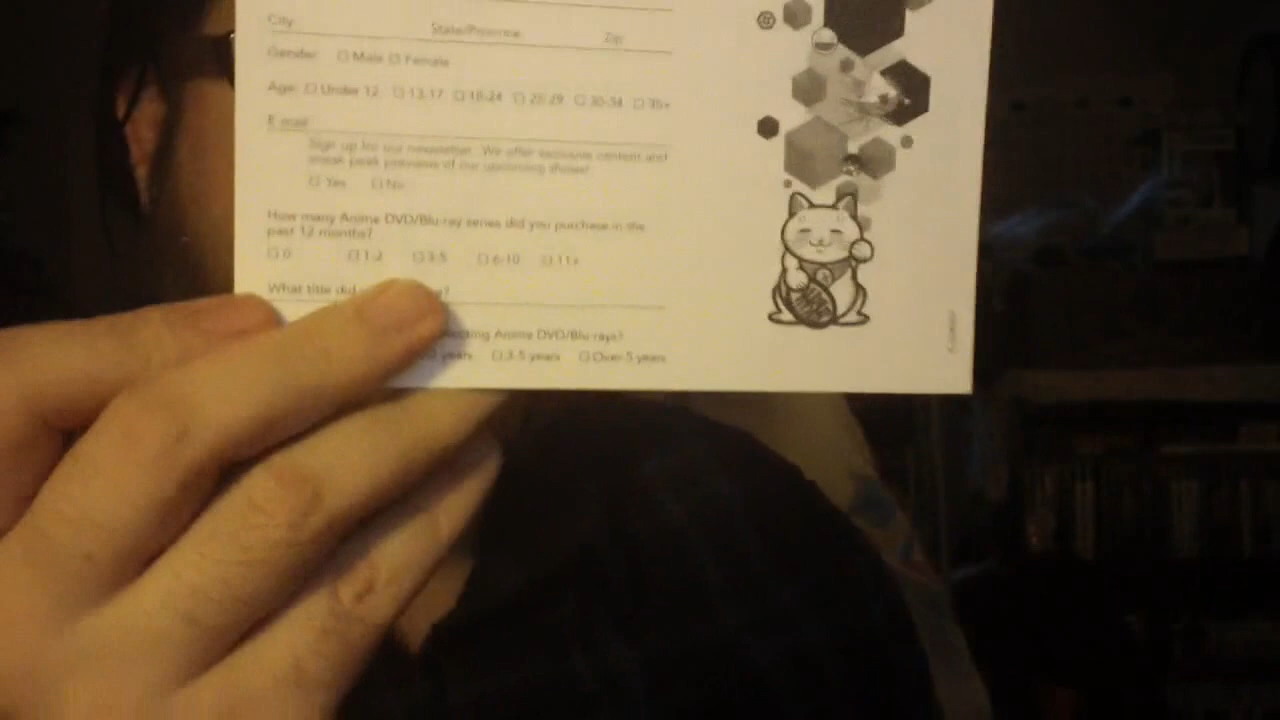 City State/Province Zip
Gender: □ Male □ Female
Age: □ Under 12 □ 13-17 □ 18-24 □ 25-29 □ 30-34 □ 35+
E-mail
Sign up for our newsletter. We offer exclusive content and
sneak peak previews of our upcoming shows!
□ Yes □ No
How many Anime DVD/Blu-ray series did you purchase in the
past 12 months?
□ 0 □ 1-2 □ 3-5 □ 6-10 □ 11+
What title did
Anime DVD/Blu-rays?
years □ 3-5 years □ Over 5 years